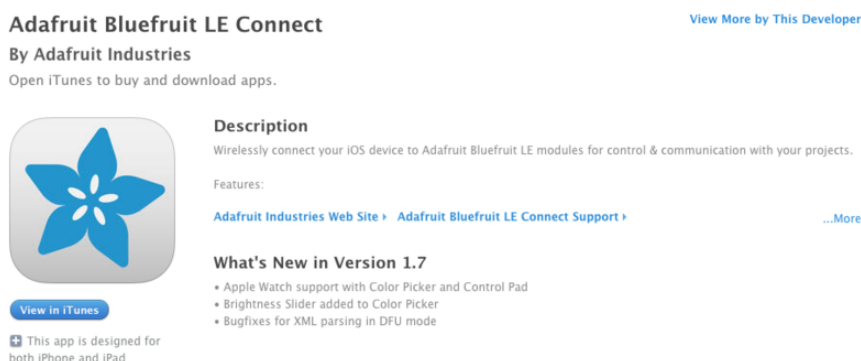 Adafruit Bluefruit LE Connect
View More by This Developer
By Adafruit Industries
Open iTunes to buy and download apps.
Description
Wirelessly connect your iOS device to Adafruit Bluefruit LE modules for control & communication with your projects.
Features:
Adafruit Industries Web Site Adafruit Bluefruit LE Connect Support ...More
What's New in Version 1.7
• Apple Watch support with Color Picker and Control Pad
• Brightness Slider added to Color Picker
• Bugfixes for XML parsing in DFU mode
View in iTunes
This app is designed for
both iPhone and iPad